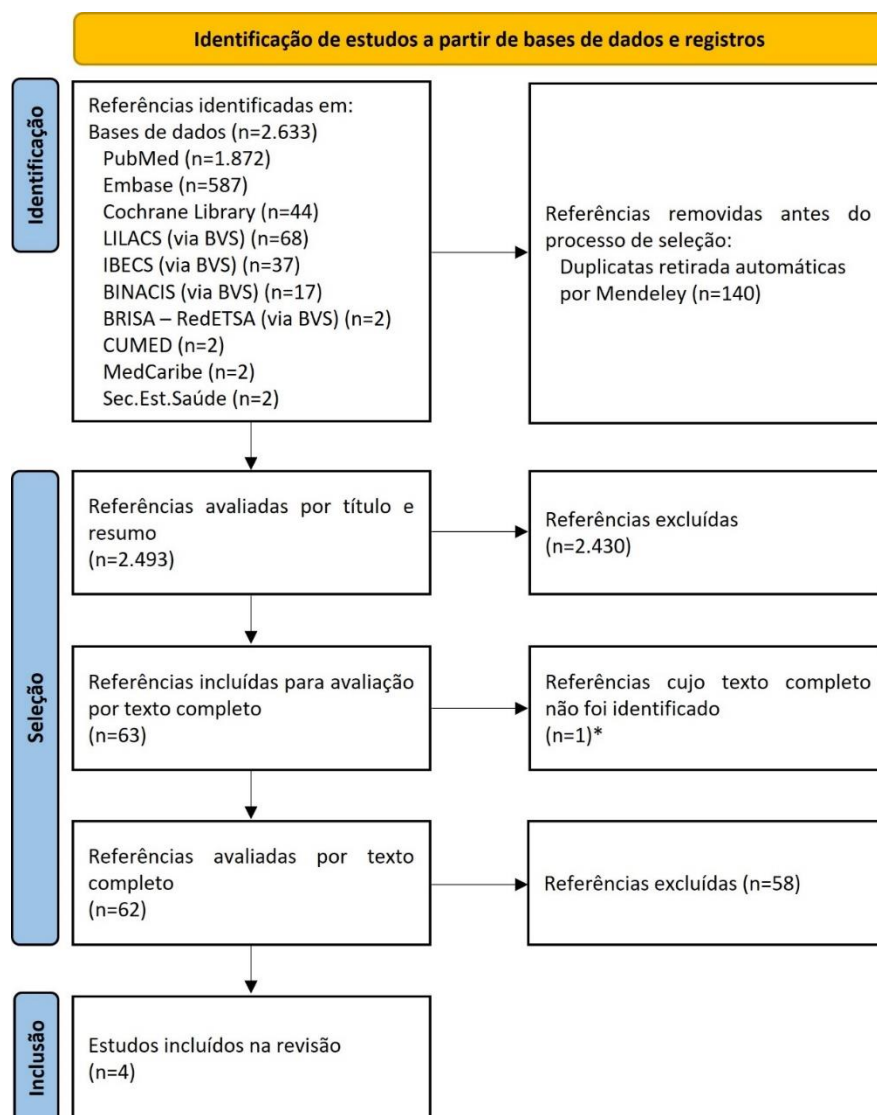 Identificação de estudos a partir de bases de dados e registros
Identificação
Referências identificadas em:
Bases de dados (n=2.633)
PubMed (n=1.872)
Embase (n=587)
Cochrane Library (n=44)
LILACS (via BVS) (n=68)
IBECS (via BVS) (n=37)
BINACIS (via BVS) (n=17)
BRISA – RedETSA (via BVS) (n=2)
CUMED (n=2)
MedCaribe (n=2)
Sec.Est.Saúde (n=2)
Referências removidas antes do
processo de seleção:
Duplicatas retirada automáticas
por Mendeley (n=140)
Seleção
Referências avaliadas por título e
resumo
(n=2.493)
Referências excluídas
(n=2.430)
Referências incluídas para avaliação
por texto completo
(n=63)
Referências cujo texto completo
não foi identificado
(n=1)*
Referências avaliadas por texto
completo
(n=62)
Referências excluídas (n=58)
Inclusão
Estudos incluídos na revisão
(n=4)